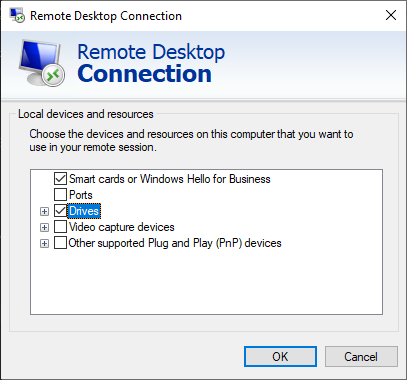 Remote Desktop Connection
Remote Desktop
Connection
Local devices and resources
Choose the devices and resources on this computer that you want to
use in your remote session.
Smart cards or Windows Hello for Business
Ports
Drives
Video capture devices
Other supported Plug and Play (PnP) devices
OK
Cancel